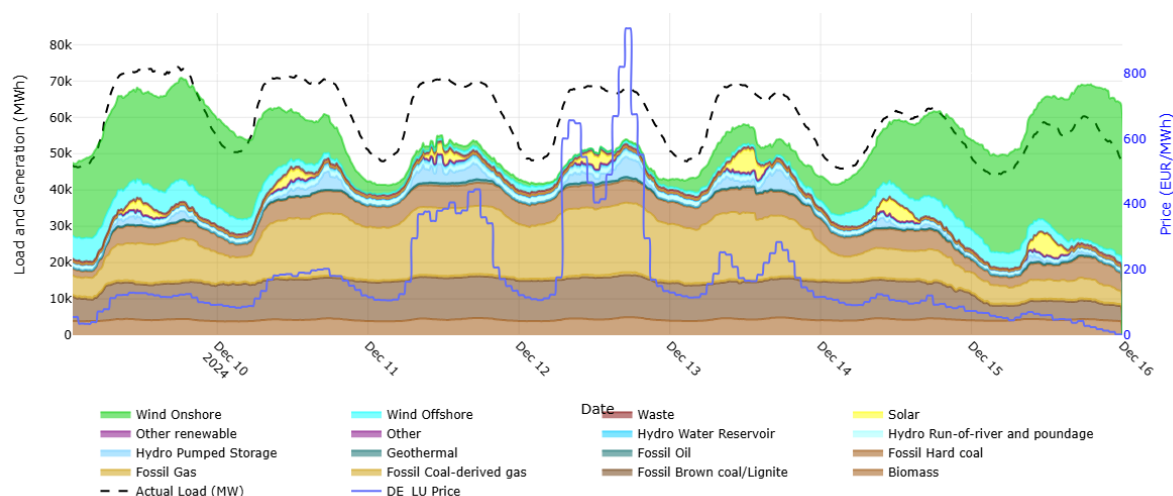 80k
70k
60k
50k
40k
30k
20k
10k
0
Load and Generation (MWh)
800
600
400
200
0
Price (EUR/MWh)
Dec 10
2024
Dec 11
Dec 12
Dec 13
Dec 14
Dec 15
Dec 16
Date
Wind Onshore Wind Offshore Waste Solar
Other renewable Other Hydro Water Reservoir Hydro Run-of-river and poundage
Hydro Pumped Storage Geothermal Fossil Oil Fossil Hard coal
Fossil Gas Fossil Coal-derived gas Fossil Brown coal/Lignite Biomass
Actual Load (MW) DE_LU Price